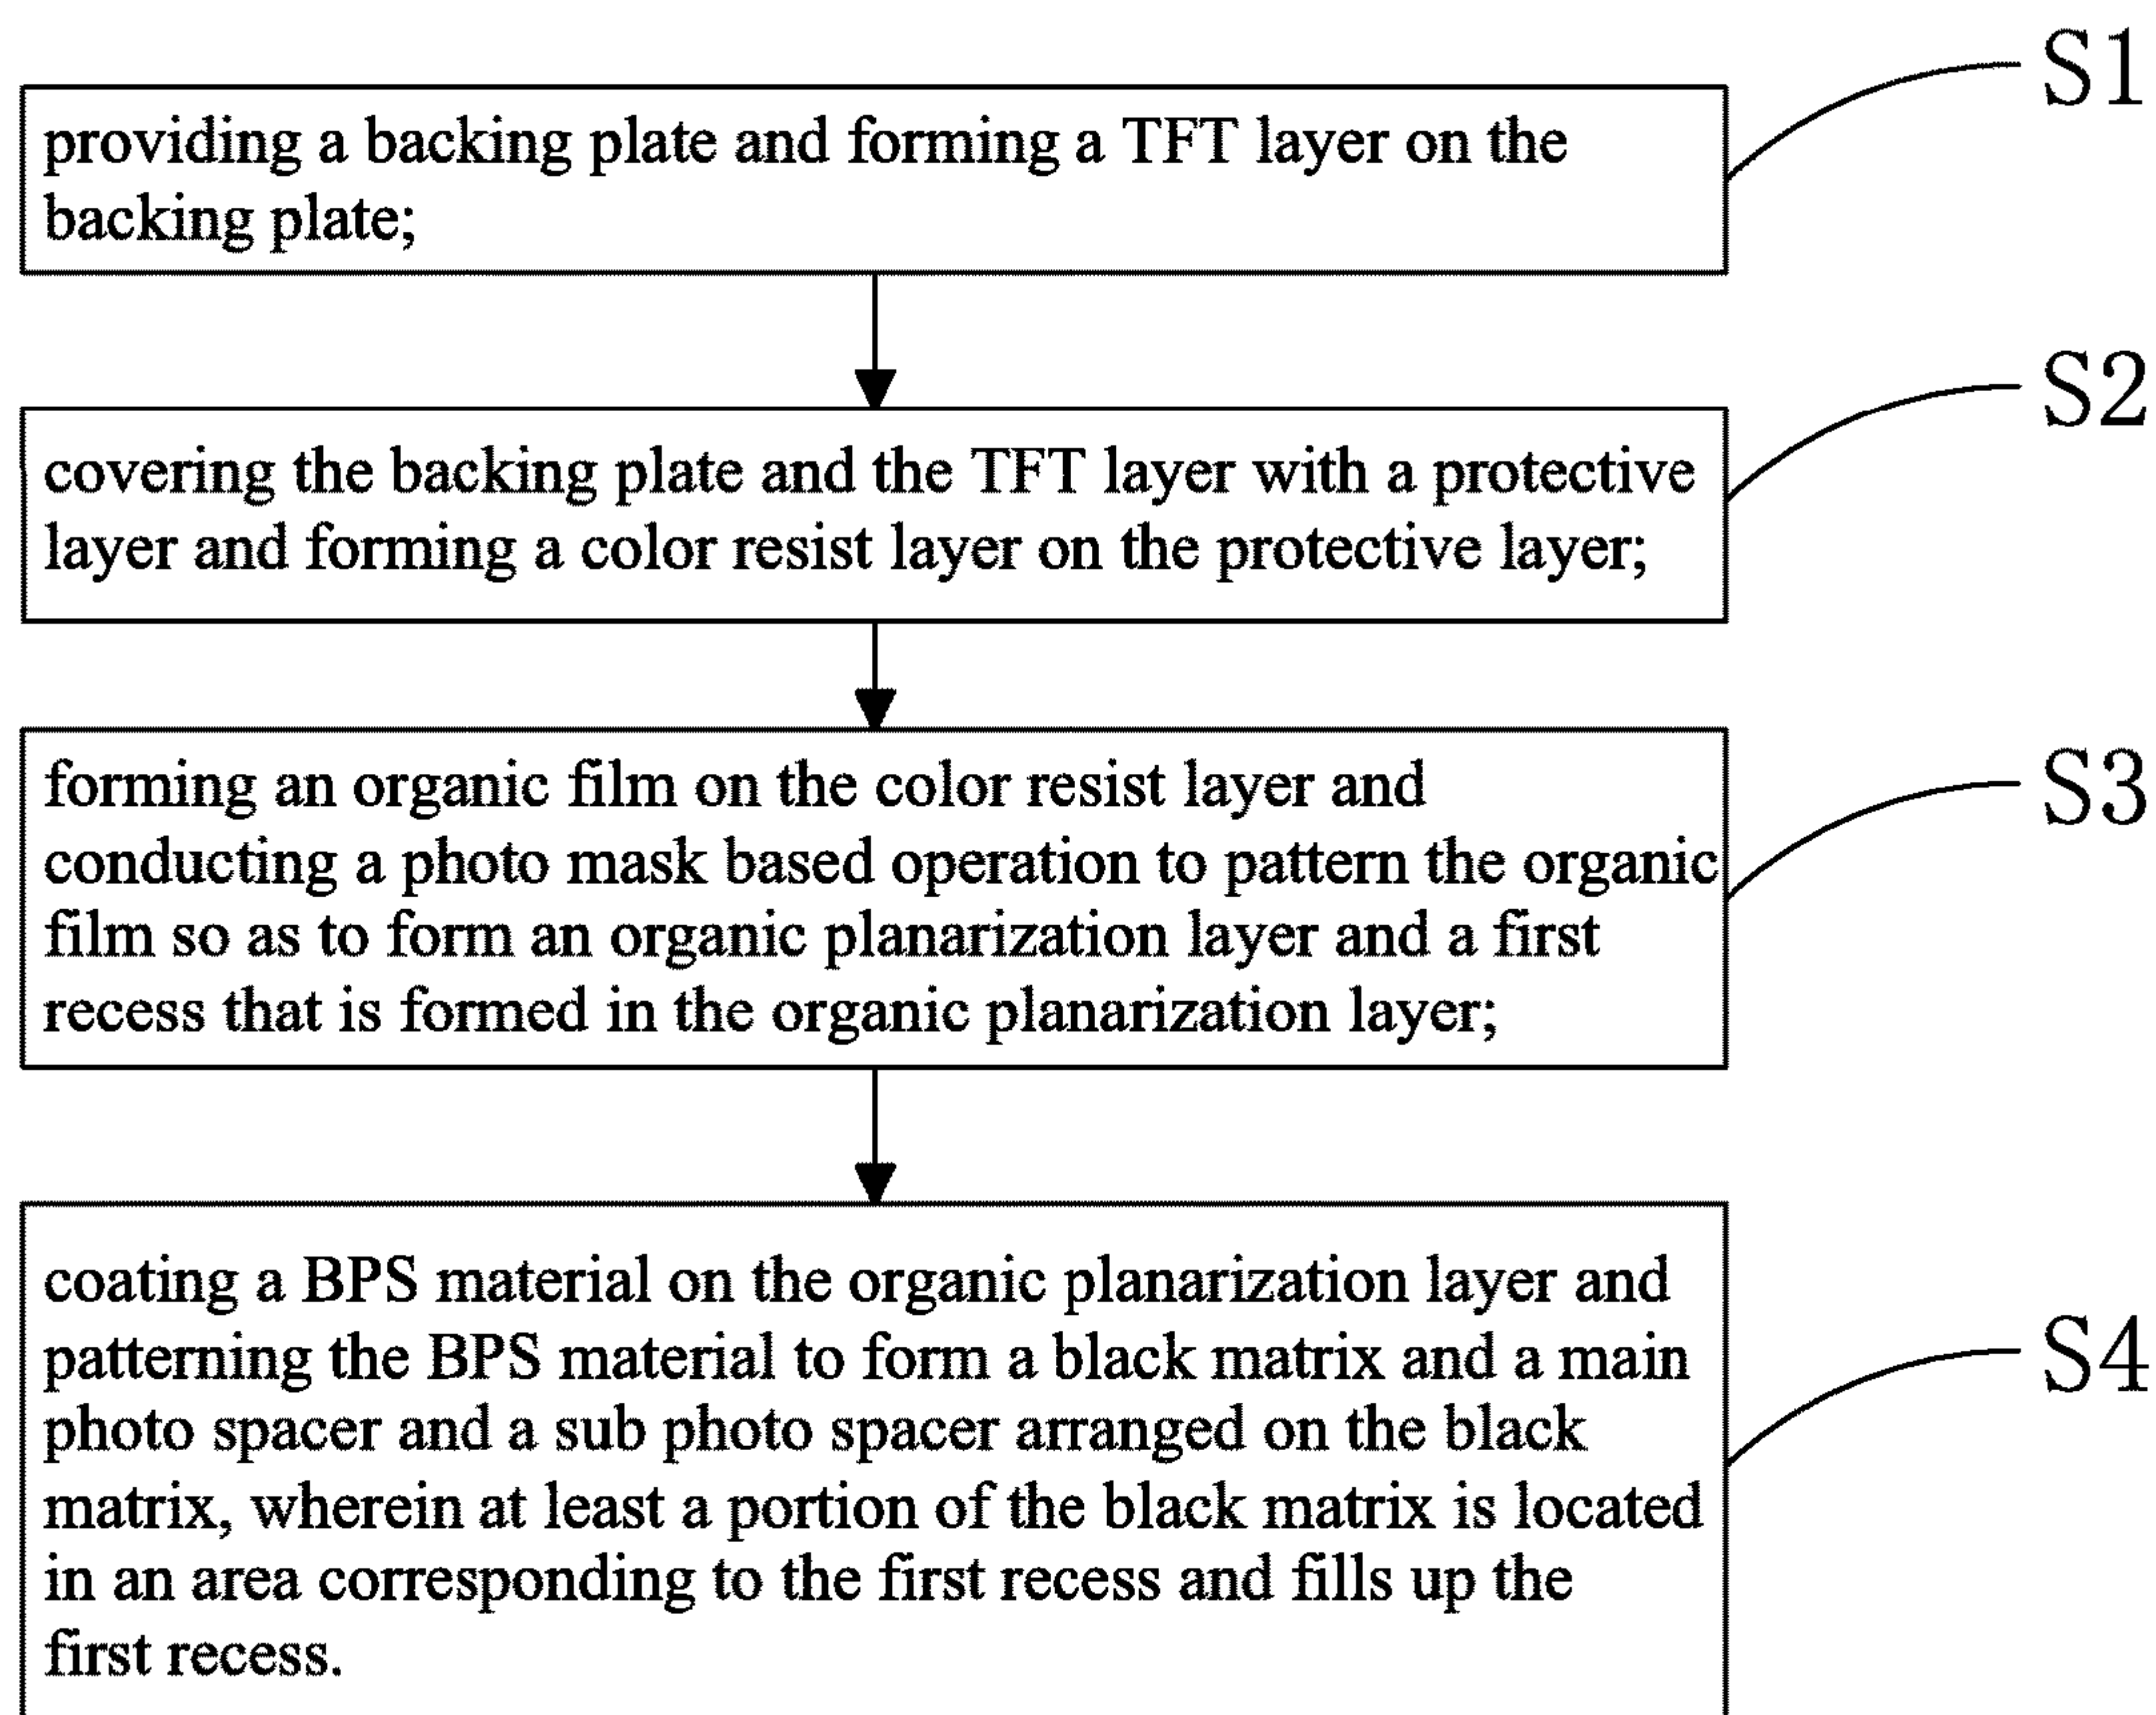 S1
providing a backing plate and forming a TFT layer on the
backing plate;
S2
covering the backing plate and the TFT layer with a protective
layer and forming a color resist layer on the protective layer;
S3
forming an organic film on the color resist layer and
conducting a photo mask based operation to pattern the organic
film so as to form an organic planarization layer and a first
recess that is formed in the organic planarization layer;
S4
coating a BPS material on the organic planarization layer and
patterning the BPS material to form a black matrix and a main
photo spacer and a sub photo spacer arranged on the black
matrix, wherein at least a portion of the black matrix is located
in an area corresponding to the first recess and fills up the
first recess.